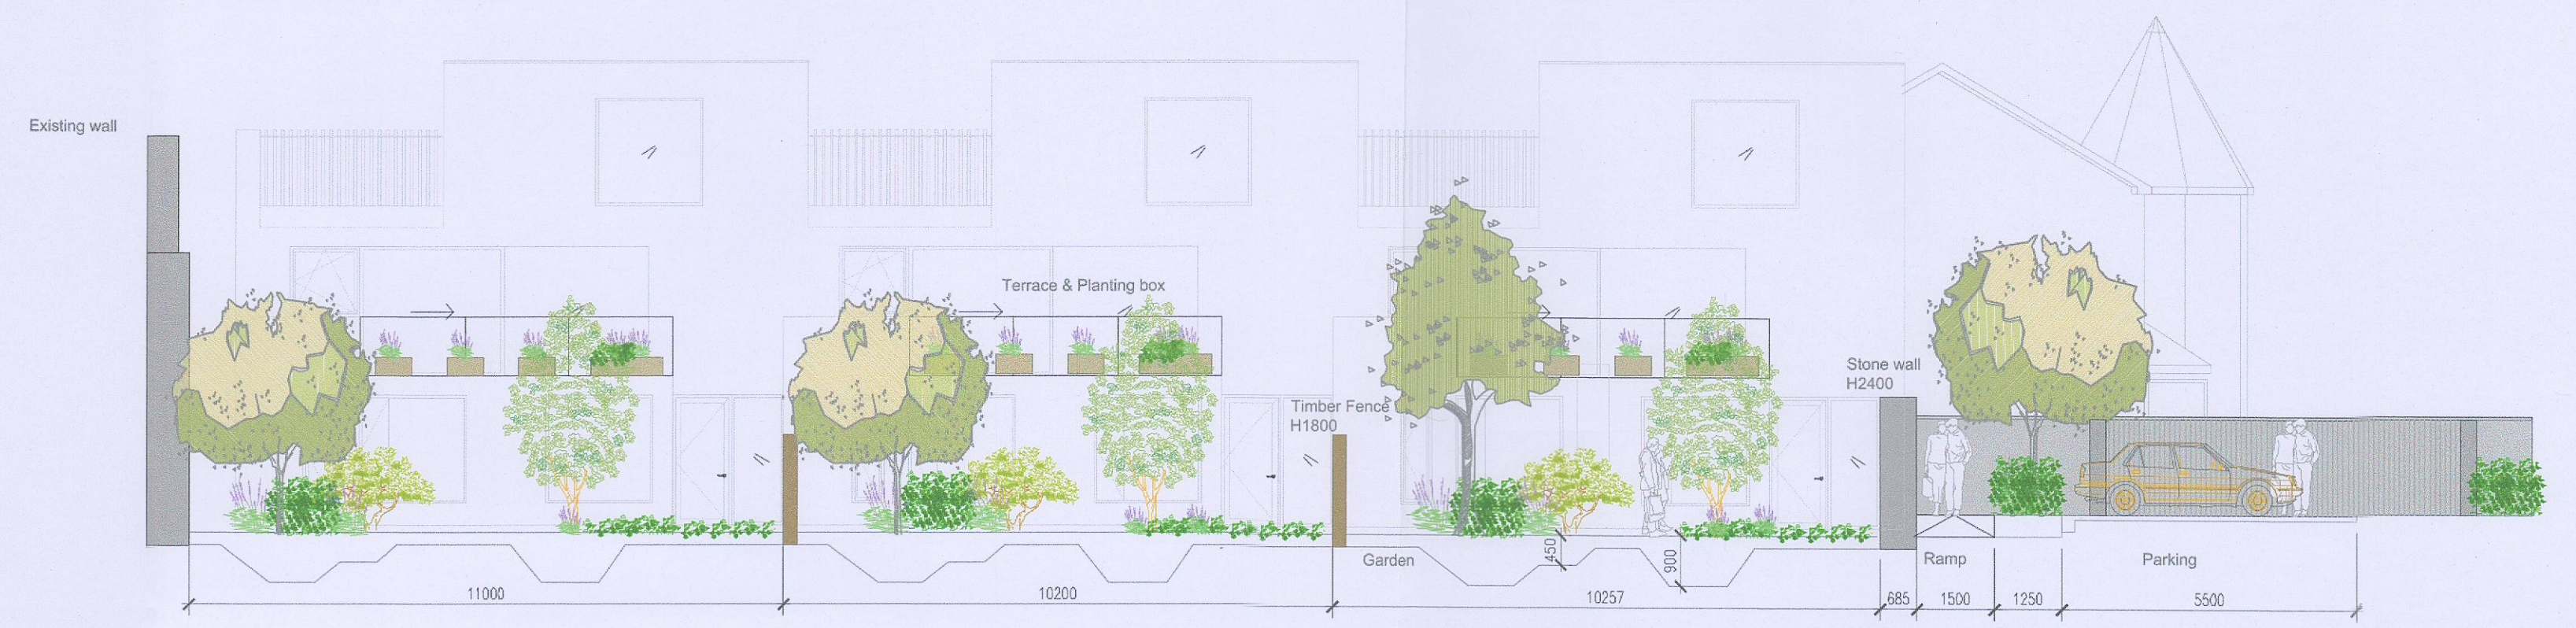 Existing wall
Terrace & Planting box
Timber Fence
H1800
Stone wall
H2400
Garden
450
900
Ramp
Parking
11000
10200
10257
685
1500
1250
5500